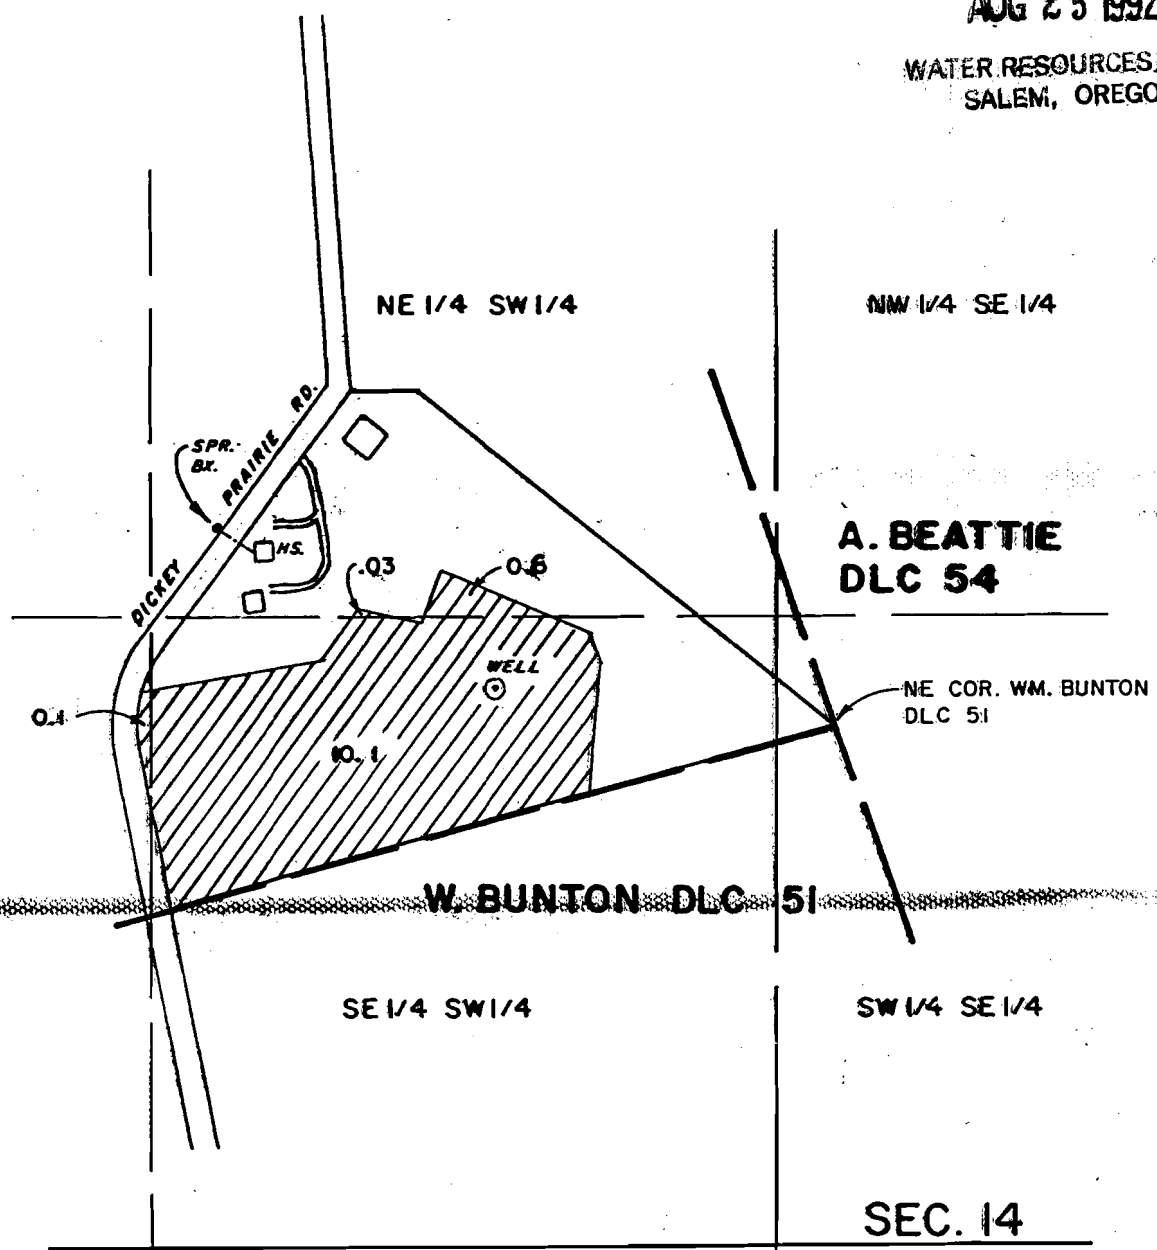 AUG 25 1992
WATER RESOURCES
SALEM, OREGO
NE 1/4 SW 1/4
NW 1/4 SE 1/4
DICKEY PRAIRIE RD.
SPR.
BX.
HS.
.03
0.6
A. BEATTIE
DLC 54
WELL
NE COR. WM. BUNTON
DLC 51
0.1
10.1
W. BUNTON DLC 51
SE 1/4 SW 1/4
SW 1/4 SE 1/4
SEC. 14